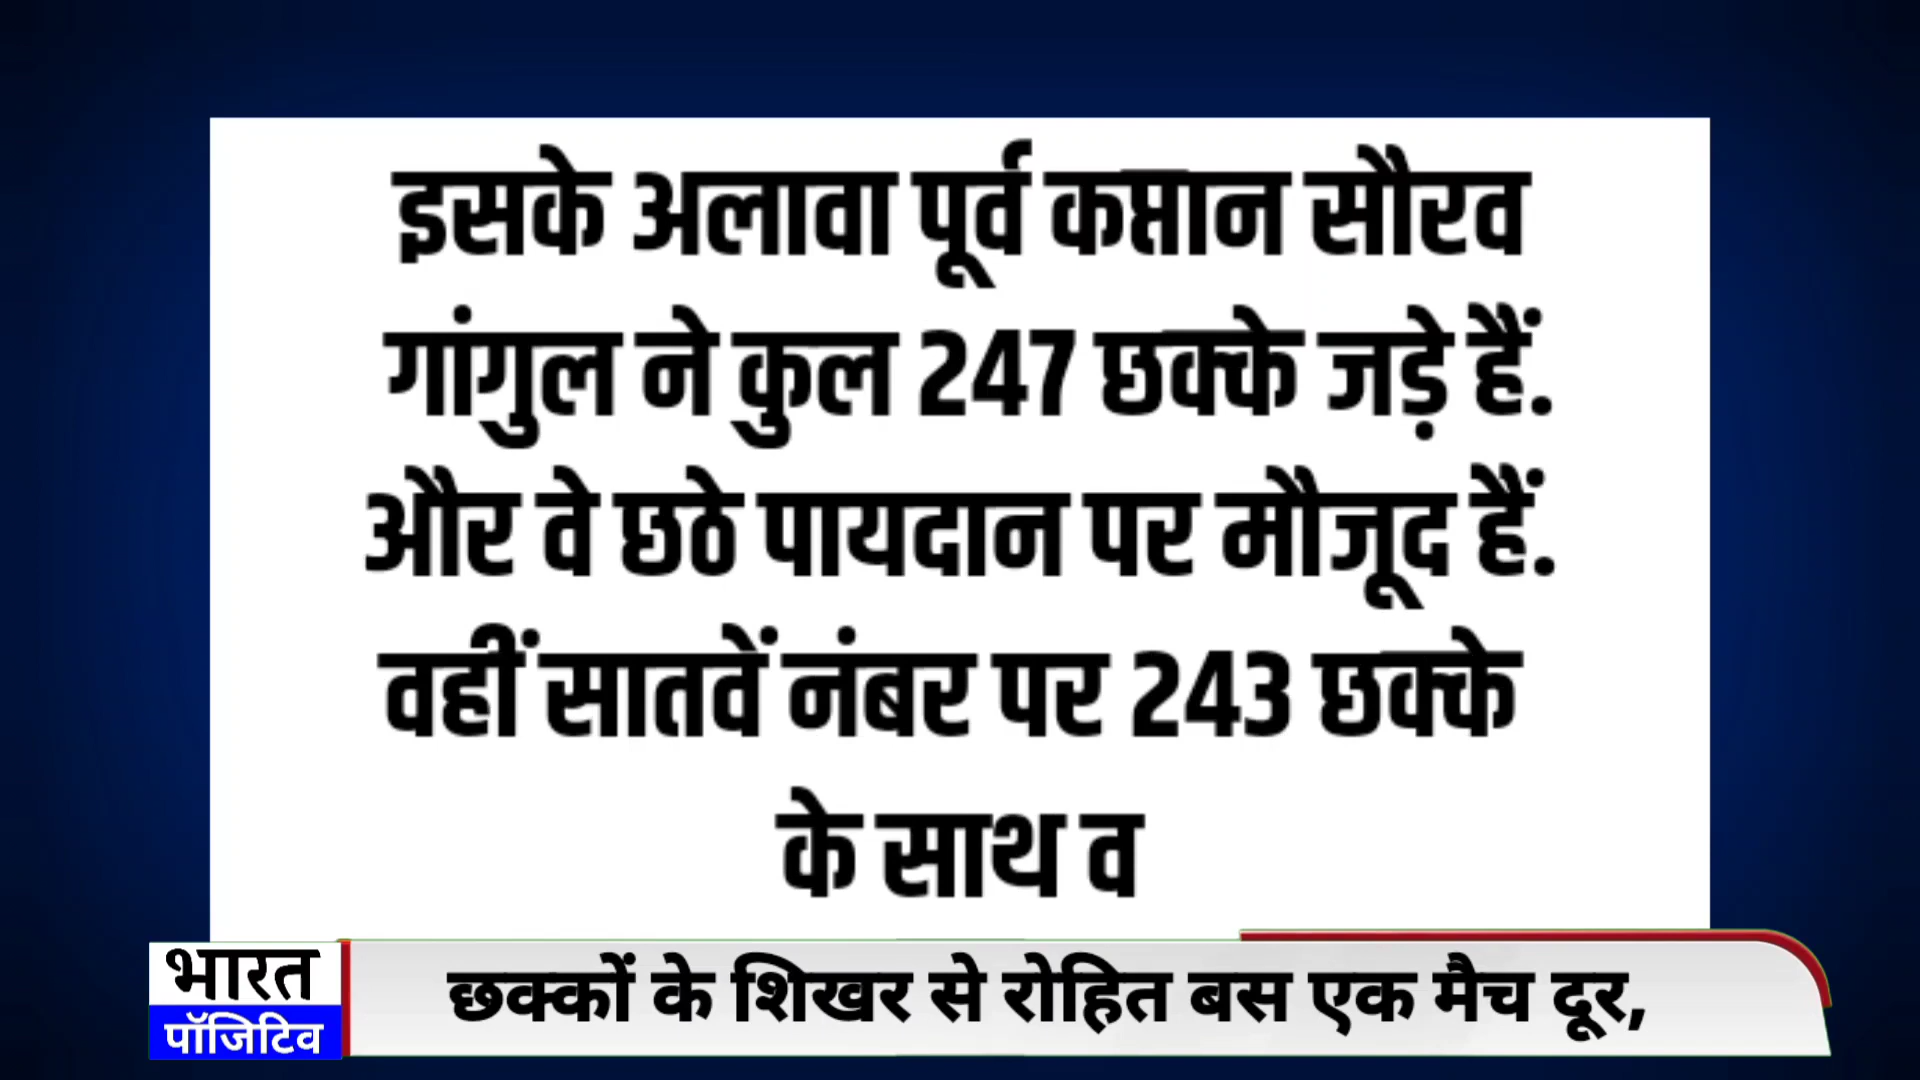 इसके अलावा पूर्व कप्तान सौरव
गांगुल ने कुल 247 छक्के जड़े हैं.
और वे छठे पायदान पर मौजूद हैं.
वहीं सातवें नंबर पर 243 छक्के
के साथ व
भारत
पॉजिटिव
छक्कों के शिखर से रोहित बस एक मैच दूर,